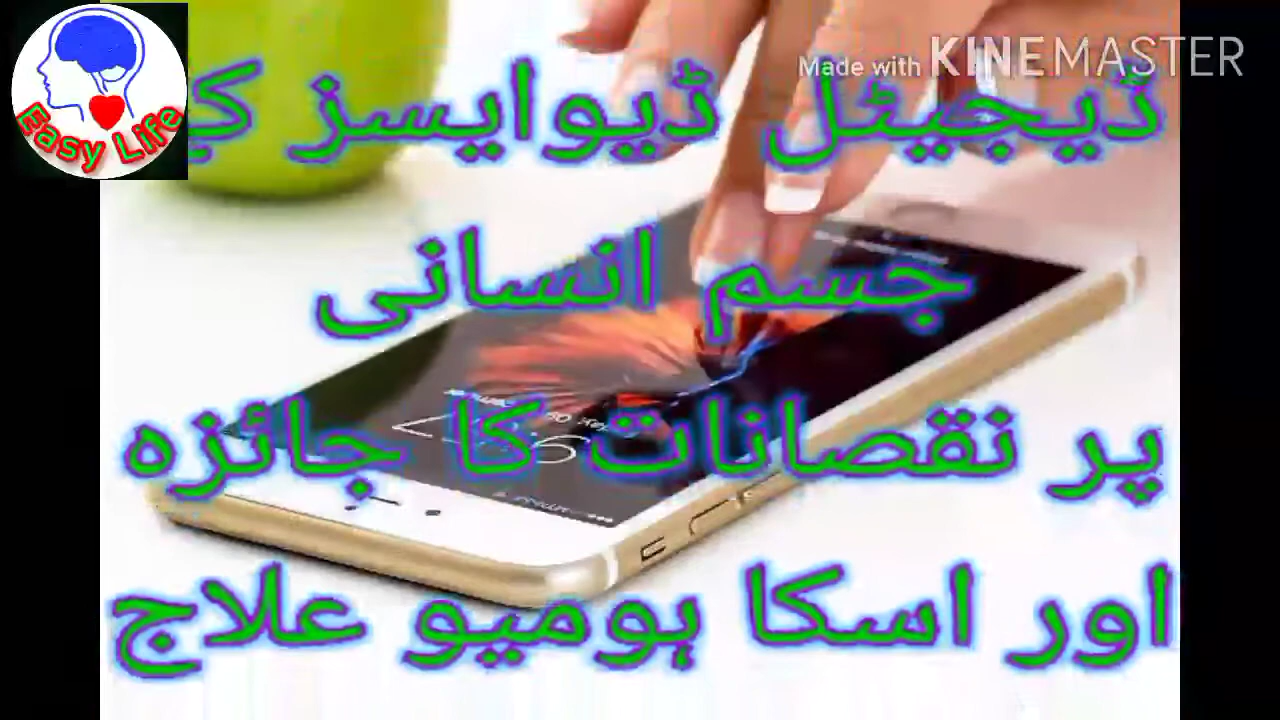 Easy Life
Made with KINEMASTER
ڈیجیٹل ڈیوایسز کے
جسم انسانی
پر نقصانات کا جائزہ
اور اسکا ہومیو علاج